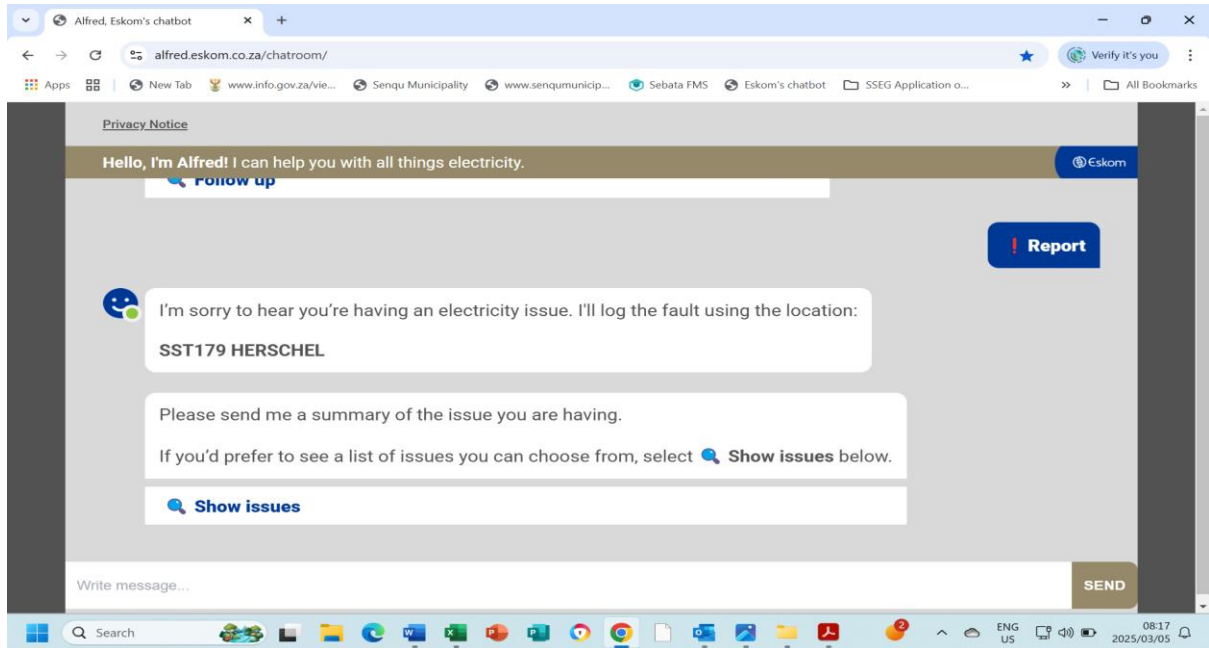 Alfred, Eskom's chatbot
alfred.eskom.co.za/chatroom/
Verify it's you
Apps
New Tab
www.info.gov.za/vie...
Senqu Municipality
www.senqumunicip...
Sebata FMS
Eskom's chatbot
SSEG Application o...
All Bookmarks
Privacy Notice
Hello, I'm Alfred! I can help you with all things electricity.
Eskom
Follow up
Report
I'm sorry to hear you're having an electricity issue. I'll log the fault using the location:
SST179 HERSCHEL
Please send me a summary of the issue you are having.
If you'd prefer to see a list of issues you can choose from, select 🔍 Show issues below.
Show issues
Write message...
SEND
Search
2
ENG
US
08:17
2025/03/05